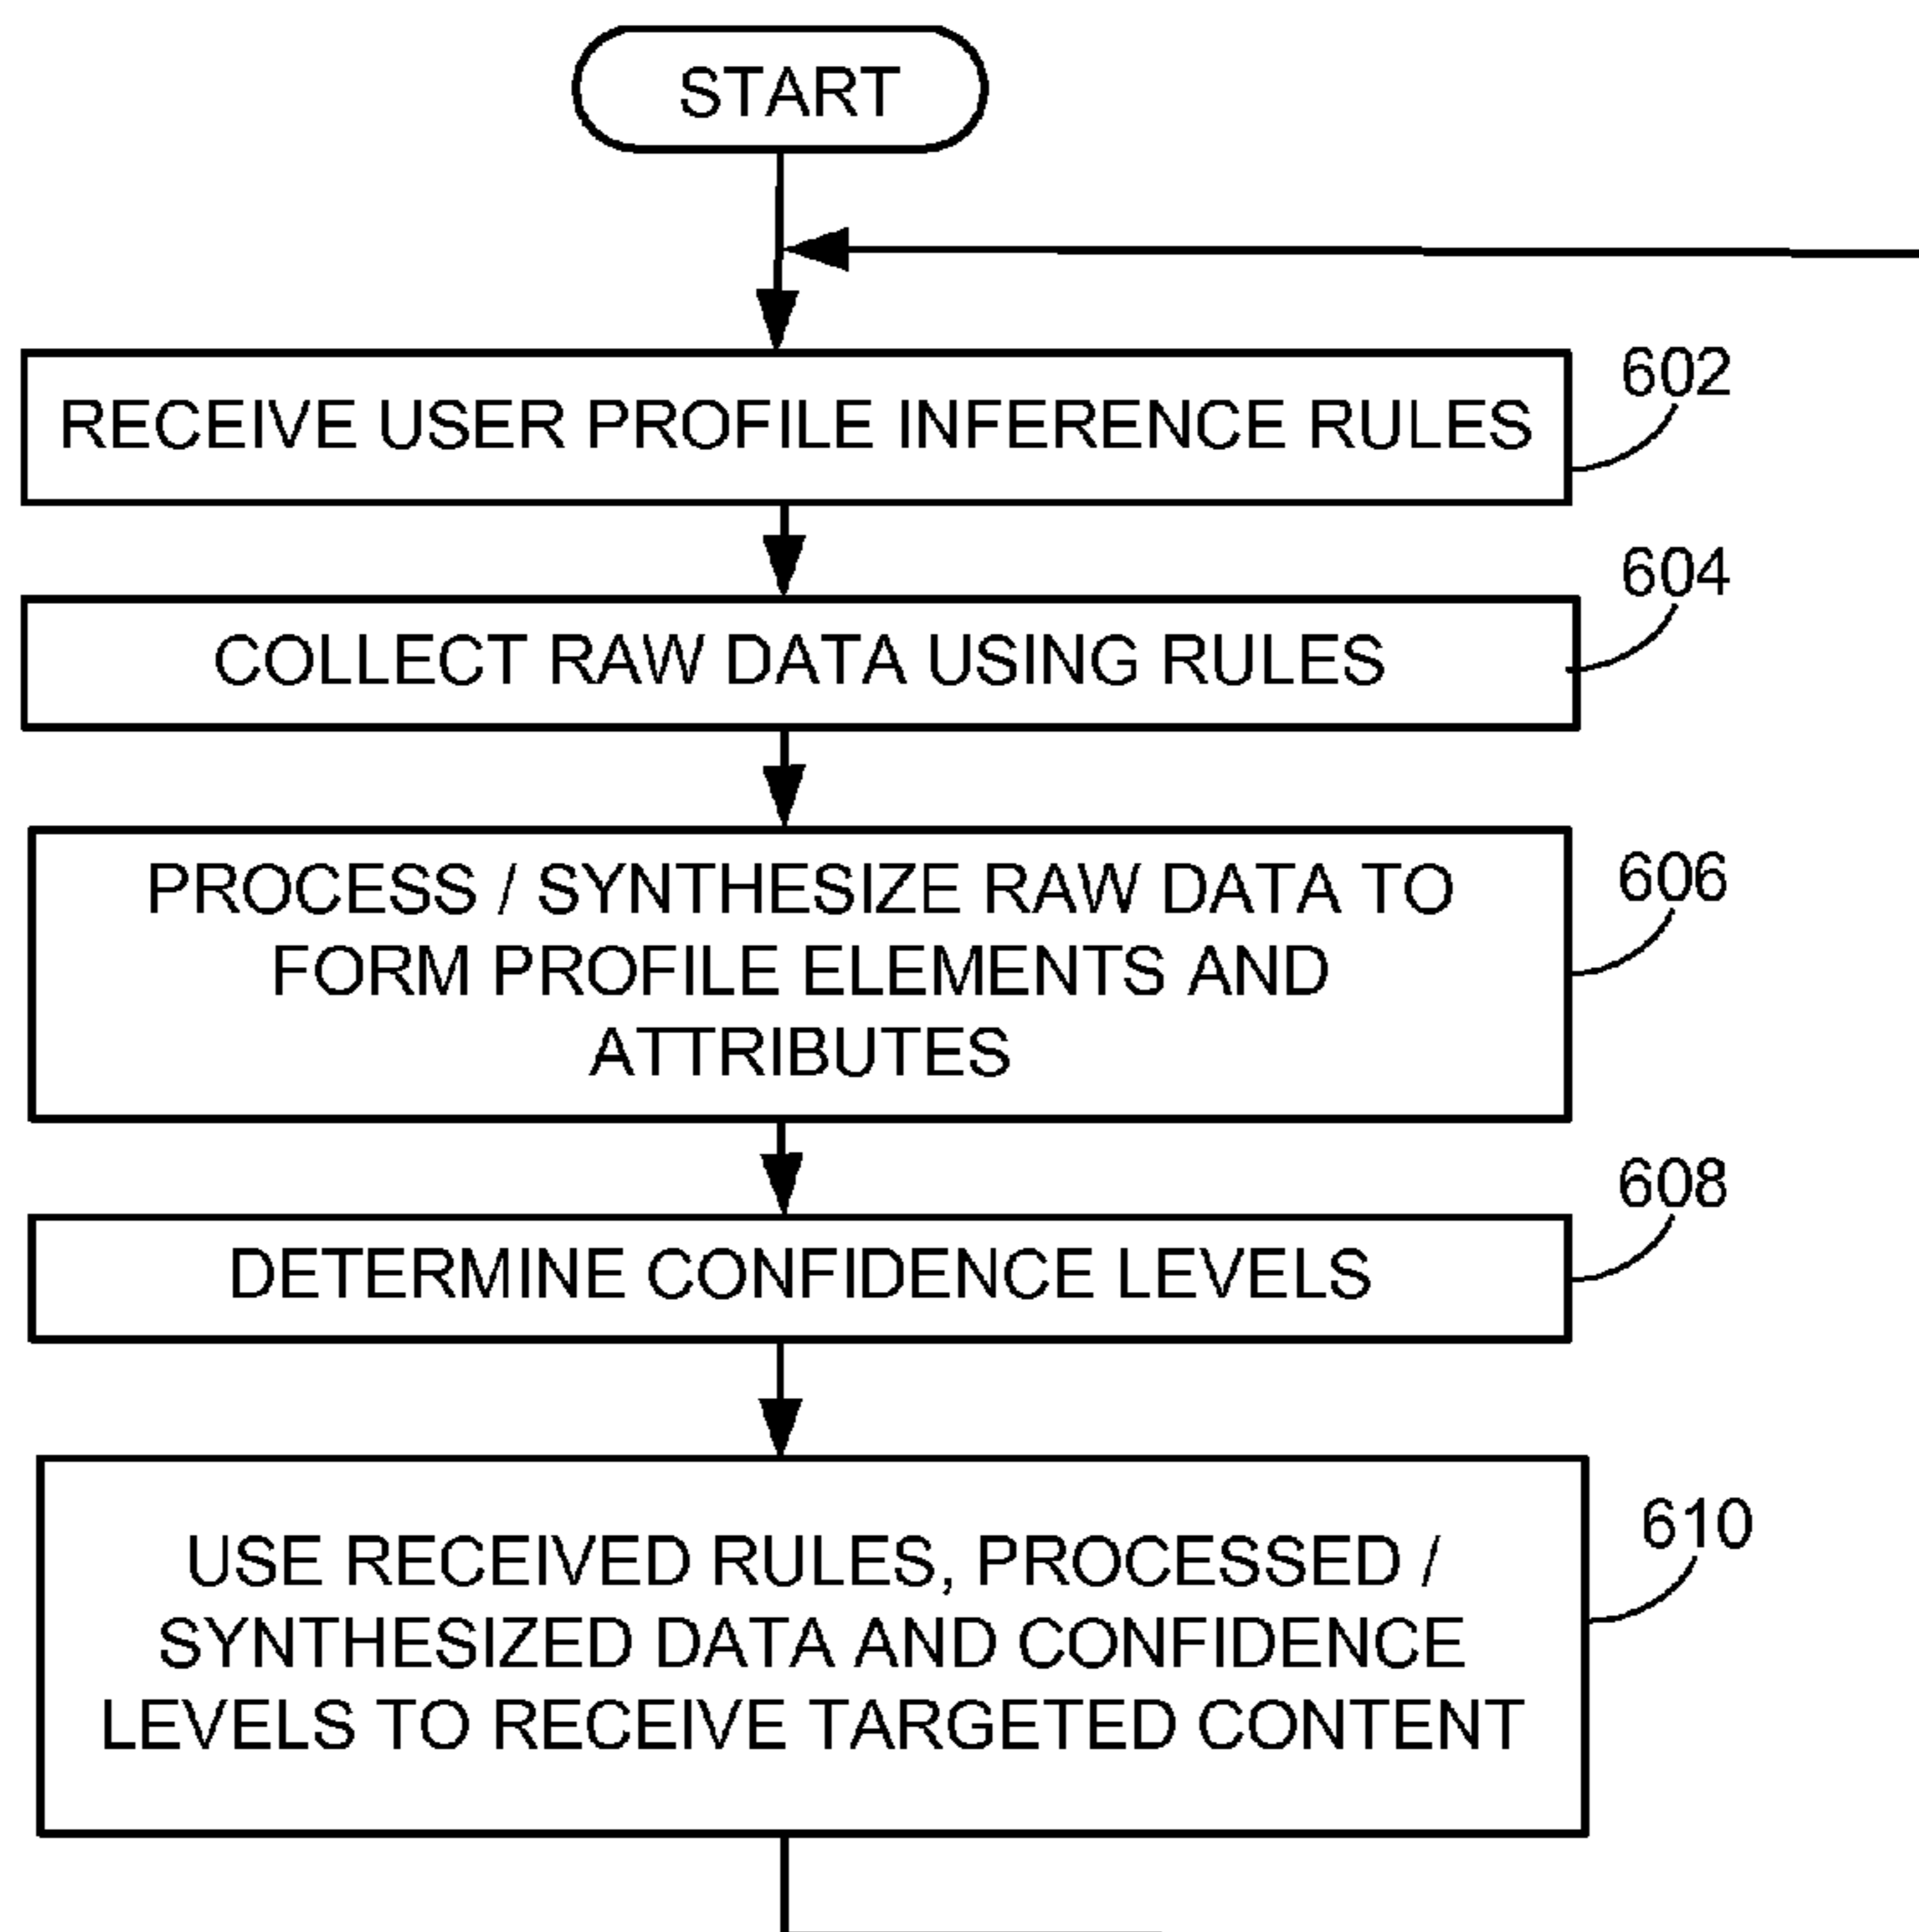 START
602
RECEIVE USER PROFILE INFERENCE RULES
604
COLLECT RAW DATA USING RULES
606
PROCESS / SYNTHESIZE RAW DATA TO
FORM PROFILE ELEMENTS AND
ATTRIBUTES
608
DETERMINE CONFIDENCE LEVELS
610
USE RECEIVED RULES, PROCESSED /
SYNTHESIZED DATA AND CONFIDENCE
LEVELS TO RECEIVE TARGETED CONTENT